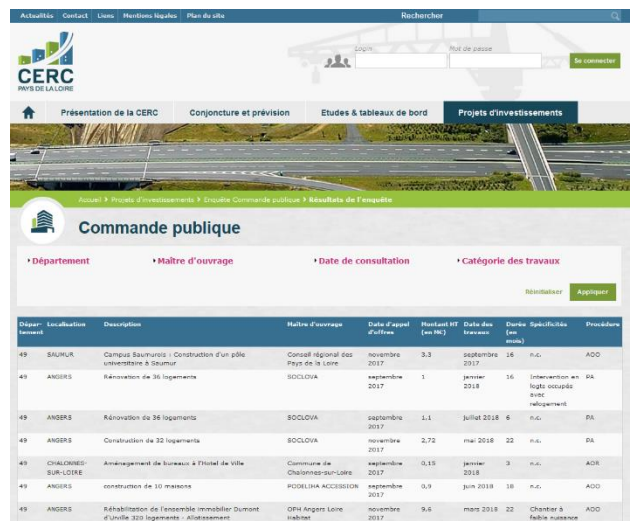 Actualités Contact Liens Mentions légales Plan du site Rechercher
Login Mot de passe
Se connecter
CERC
PAYS DE LA LOIRE
Présentation de la CERC Conjoncture et prévision Etudes & tableaux de bord Projets d'investissements
Accueil > Projets d'investissements > Enquête Commande publique > Résultats de l'enquête
Commande publique
Département Maître d'ouvrage Date de consultation Catégorie des travaux
Réinitialiser Appliquer
Dépar- Localisation Description Maître d'ouvrage Date d'appel Montant HT Date des Durée Spécificités Procédure
tement d'offres (en M€) travaux (en
mois)
49 SAUMUR Campus Saumurois : Construction d'un pôle Conseil régional des novembre 3.3 septembre 16 n.c. AOO
universitaire à Saumur Pays de la Loire 2017 2017
49 ANGERS Rénovation de 36 logements SOCLOVA septembre 1 janvier 16 Intervention en PA
2017 2018 logts occupés
avec
relogement
49 ANGERS Rénovation de 36 logements SOCLOVA septembre 1.1 juillet 2018 6 n.c. PA
2017
49 ANGERS Construction de 32 logements SOCLOVA novembre 2,72 mai 2018 22 n.c. PA
2017
49 CHALONNES- Aménagement de bureaux à l'Hotel de Ville Commune de septembre 0,15 janvier 3 n.c. AOR
SUR-LOIRE Chalonnes-sur-Loire 2017 2018
49 ANGERS construction de 10 maisons PODELIHA ACCESSION septembre 0,9 juin 2018 18 n.c. AOO
2017
49 ANGERS Réhabilitation de l'ensemble immobilier Dumont OPH Angers Loire novembre 9.6 mars 2018 22 Chantier à AOO
d'Urville 320 logements - Allotissement Habitat 2017 faible nuisance